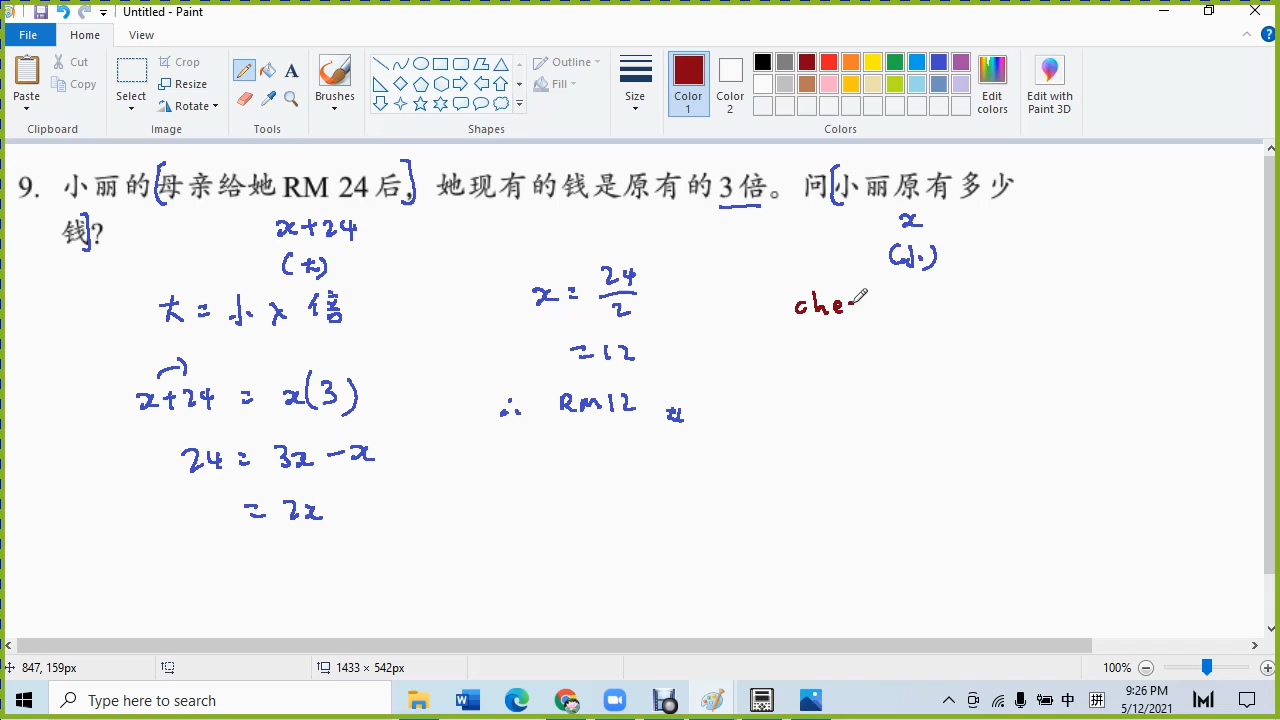 Untitled - Paint
File Home View
Paste Cut Copy Clipboard
Select Crop Resize Rotate Image
A Tools
Brushes
Outline Fill Shapes
Size
Color 1 Color 2 Edit colors Colors
Edit with Paint 3D
9. 小丽的[母亲给她 RM 24 后,] 她现有的钱是原有的 3 倍。问[小丽原有多少
钱]?
x+24
(大)
x
(小)
大 = 小 × 倍
x+24 = x(3)
24 = 3x - x
= 2x
x = 24/2
= 12
∴ RM12
che
847, 159px 1433 × 542px 100%
Type here to search
中 拼 9:26 PM
5/12/2021